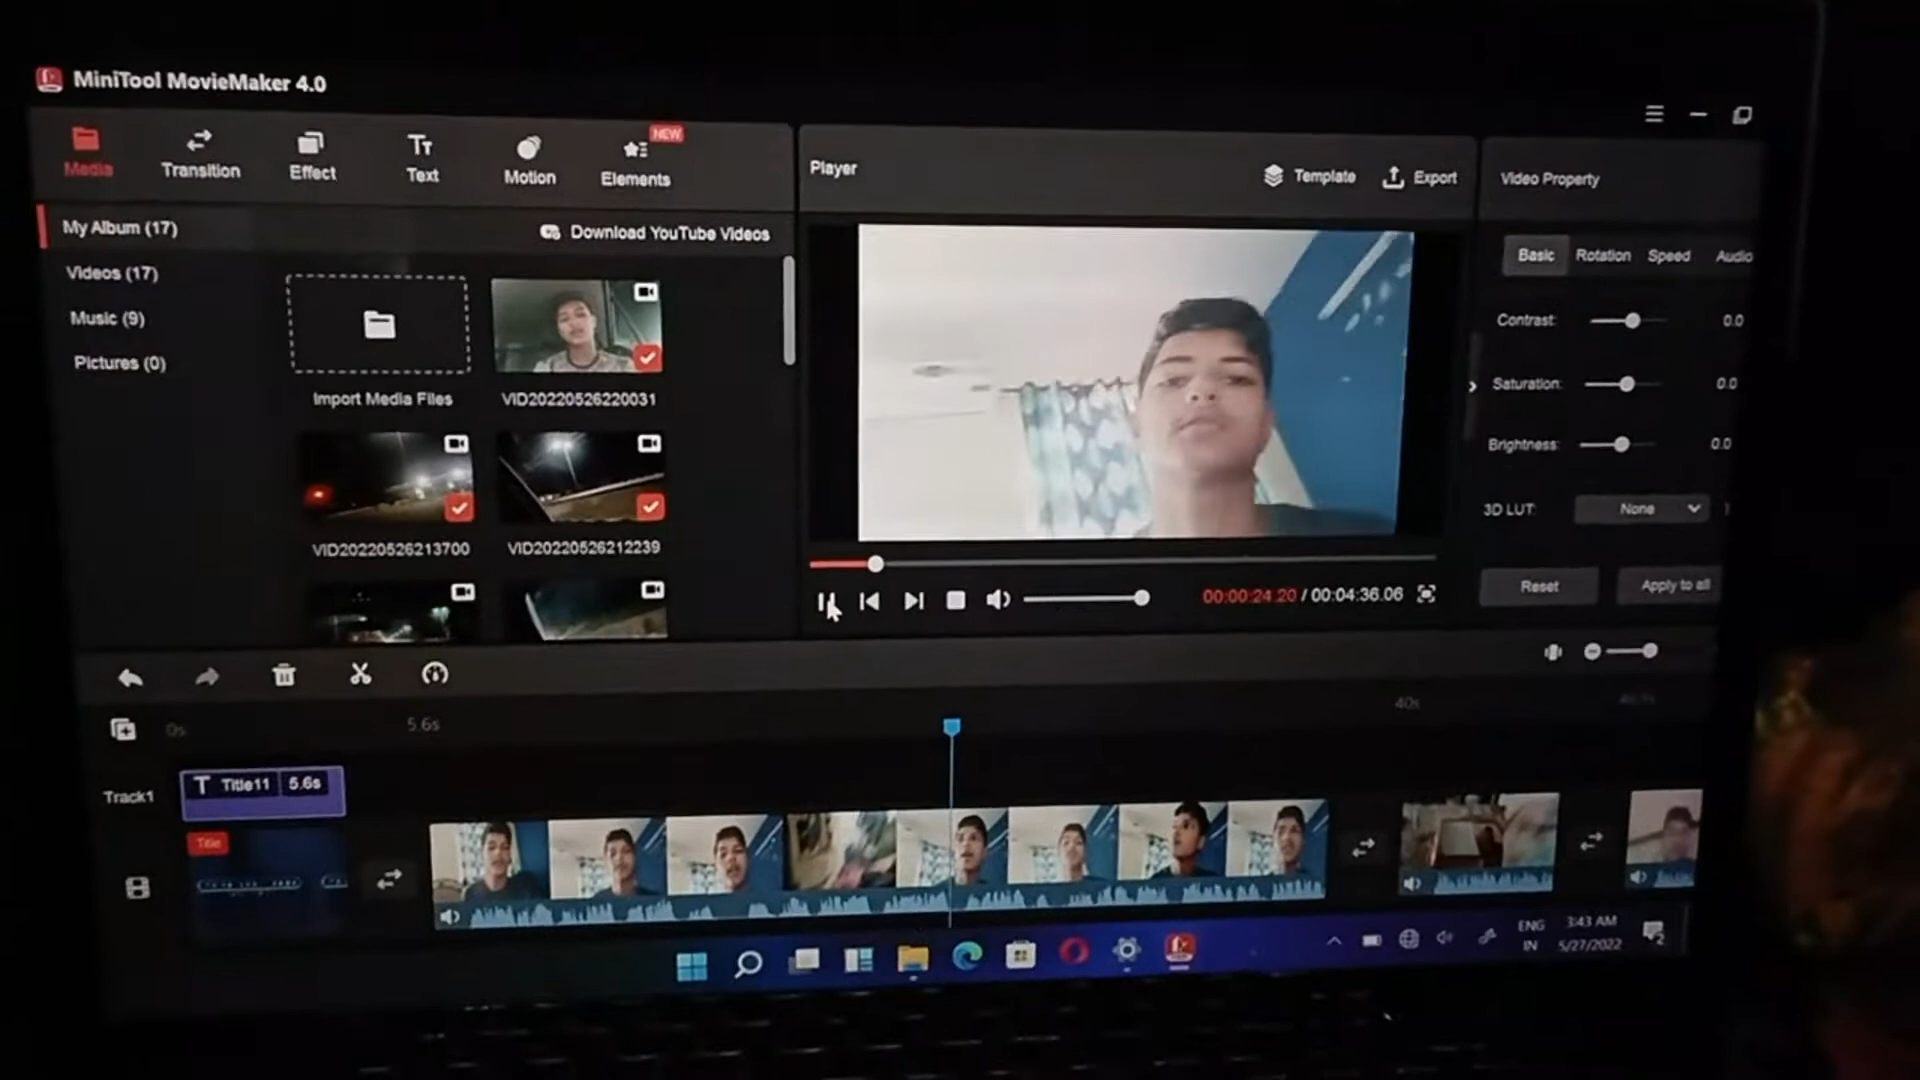 MiniTool MovieMaker 4.0
Media
Transition
Effect
Text
Motion
Elements
NEW
Player
Template
Export
Video Property
My Album (17)
Download YouTube Videos
Videos (17)
Music (9)
Pictures (0)
Import Media Files
VID20220526220031
VID20220526213700
VID20220526212239
Basic
Rotation
Speed
Audio
Contrast: 0.0
Saturation: 0.0
Brightness: 0.0
3D LUT: None
Reset
Apply to all
00:00:24.20 / 00:04:36.06
0s
5.6s
40s
Track1
T Title11 5.6s
Title
ENG
IN
3:43 AM
5/27/2022
2